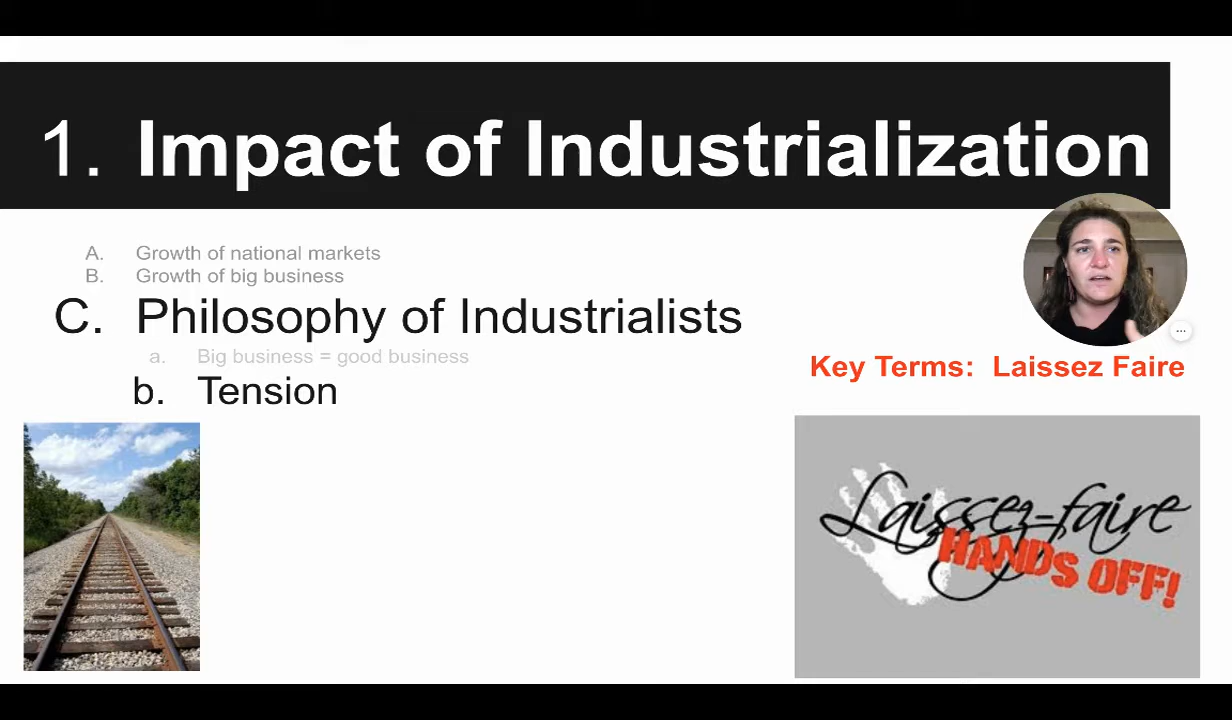 1. Impact of Industrialization
A. Growth of national markets
B. Growth of big business
C. Philosophy of Industrialists
a. Big business = good business
b. Tension
Key Terms: Laissez Faire
Laissez-faire
HANDS OFF!